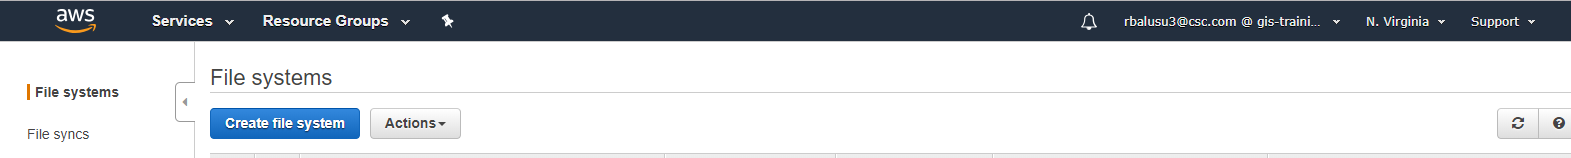 aws Services Resource Groups rbalusu3@csc.com @ gis-traini... N. Virginia Support
File systems
File systems
Create file system Actions
File syncs